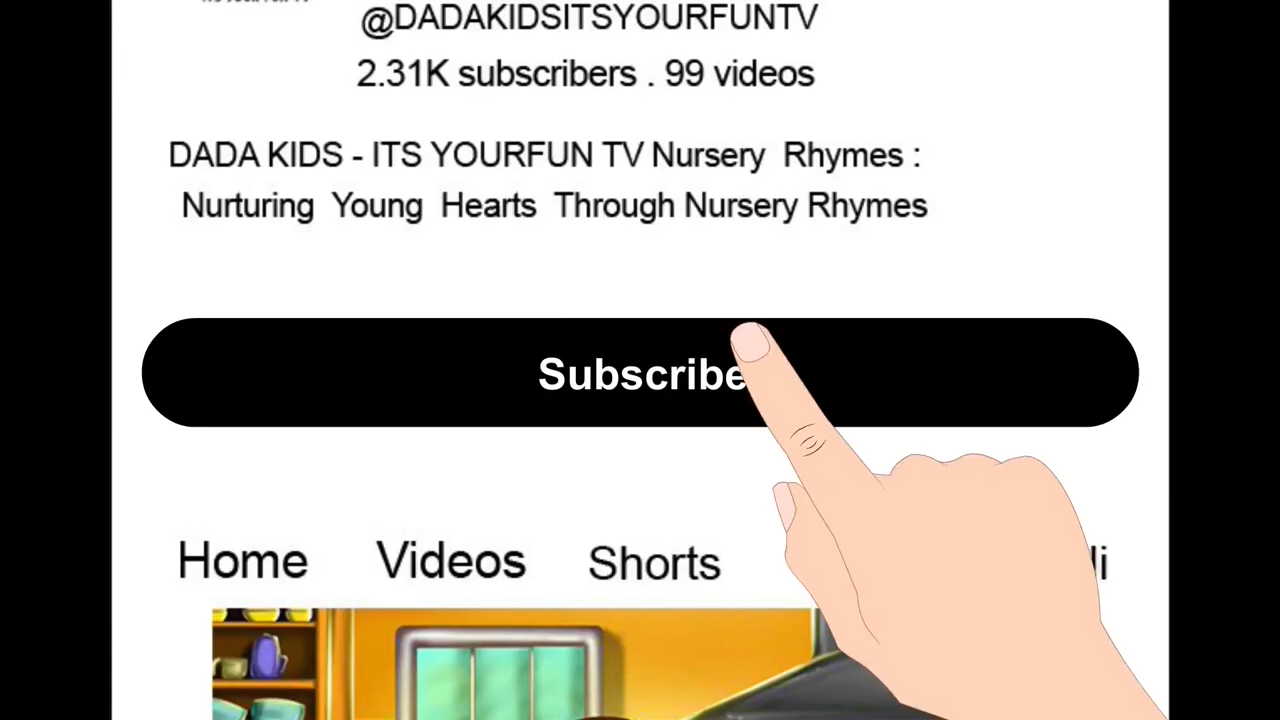 @DADAKIDSITSYOURFUNTV
2.31K subscribers . 99 videos
DADA KIDS - ITS YOURFUN TV Nursery Rhymes :
Nurturing Young Hearts Through Nursery Rhymes
Subscribe
Home Videos Shorts